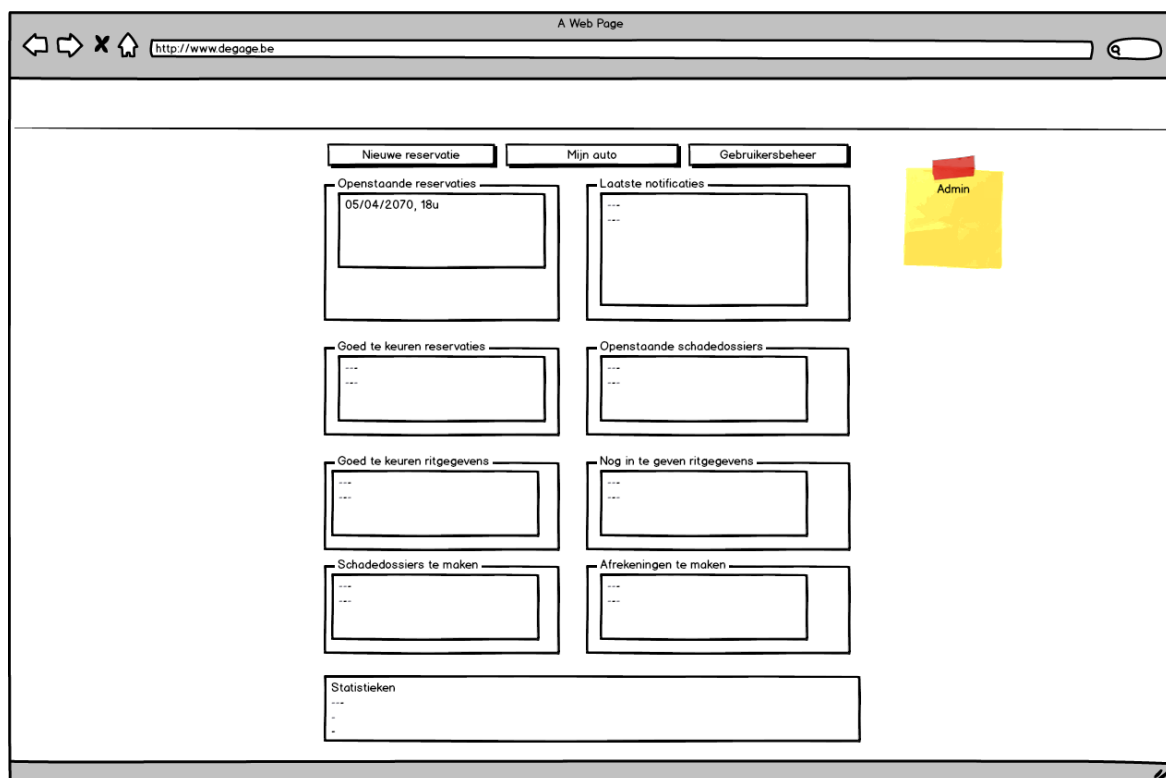 A Web Page
http://www.degage.be
Nieuwe reservatie
Mijn auto
Gebruikersbeheer
Admin
Openstaande reservaties
05/04/2070, 18u
Laatste notificaties
---
---
Goed te keuren reservaties
---
---
Openstaande schadedossiers
---
---
Goed te keuren ritgegevens
---
---
Nog in te geven ritgegevens
---
---
Schadedossiers te maken
---
---
Afrekeningen te maken
---
---
Statistieken
---
-
-